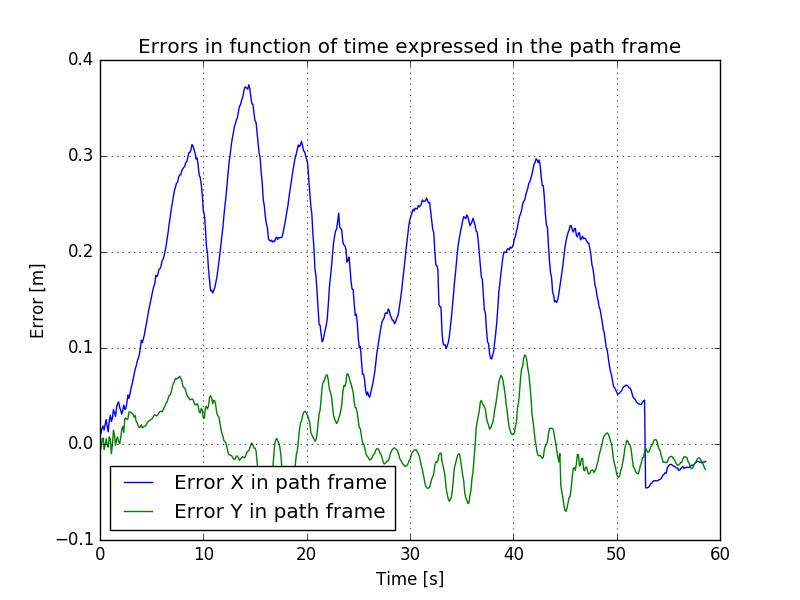 Errors in function of time expressed in the path frame
0.4
0.3
0.2
0.1
0.0
−0.1
Error [m]
Error X in path frame
Error Y in path frame
0 10 20 30 40 50 60
Time [s]